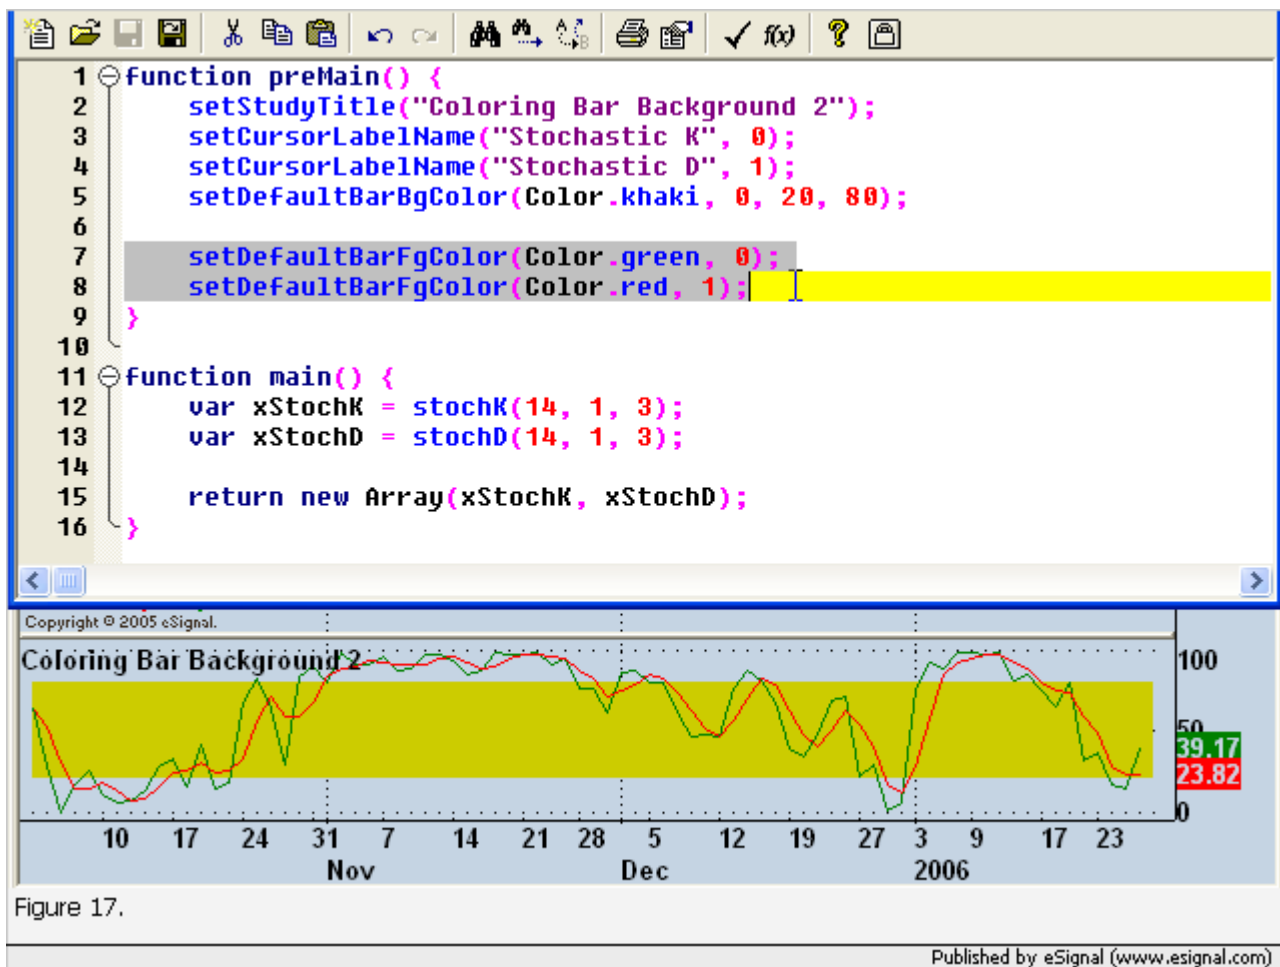 1 function preMain() {
2 setStudyTitle("Coloring Bar Background 2");
3 setCursorLabelName("Stochastic K", 0);
4 setCursorLabelName("Stochastic D", 1);
5 setDefaultBarBgColor(Color.khaki, 0, 20, 80);
6
7 setDefaultBarFgColor(Color.green, 0);
8 setDefaultBarFgColor(Color.red, 1);
9 }
10
11 function main() {
12 var xStochK = stochK(14, 1, 3);
13 var xStochD = stochD(14, 1, 3);
14
15 return new Array(xStochK, xStochD);
16 }
Copyright © 2005 eSignal.
Coloring Bar Background 2
100
50
39.17
23.82
0
10 17 24 31 7 14 21 28 5 12 19 27 3 9 17 23
Nov Dec 2006
Figure 17.
Published by eSignal (www.esignal.com)